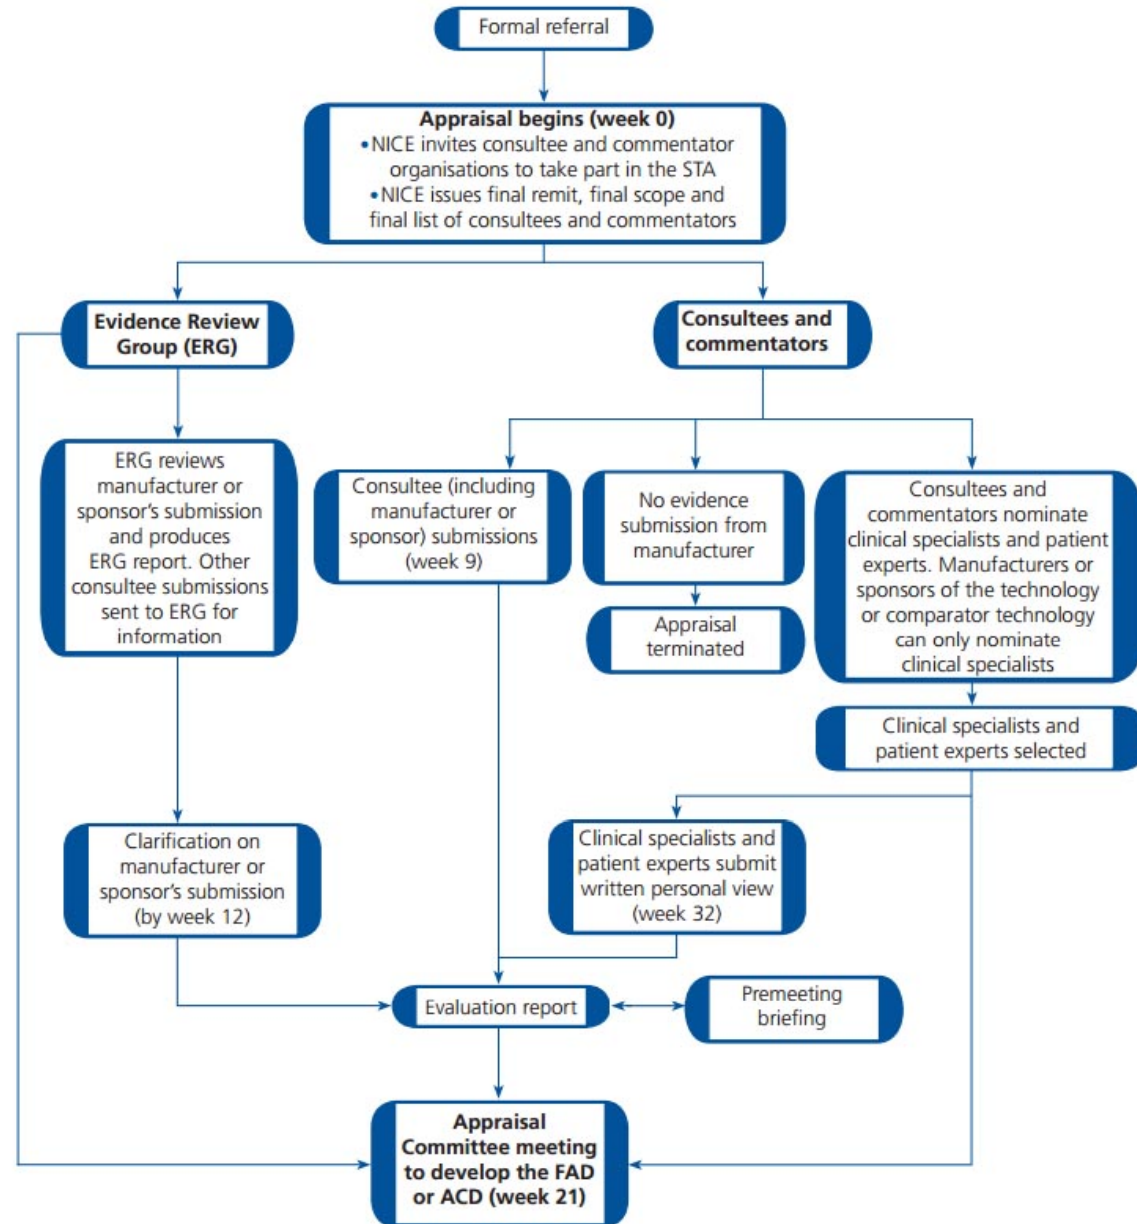 Formal referral
Appraisal begins (week 0)
•NICE invites consultee and commentator
organisations to take part in the STA
•NICE issues final remit, final scope and
final list of consultees and commentators
Evidence Review
Group (ERG)
Consultees and
commentators
ERG reviews
manufacturer or
sponsor's submission
and produces
ERG report. Other
consultee submissions
sent to ERG for
information
Consultee (including
manufacturer or
sponsor) submissions
(week 9)
No evidence
submission from
manufacturer
Appraisal
terminated
Consultees and
commentators nominate
clinical specialists and patient
experts. Manufacturers or
sponsors of the technology
or comparator technology
can only nominate
clinical specialists
Clinical specialists and
patient experts selected
Clarification on
manufacturer or
sponsor's submission
(by week 12)
Clinical specialists and
patient experts submit
written personal view
(week 32)
Evaluation report
Premeeting
briefing
Appraisal
Committee meeting
to develop the FAD
or ACD (week 21)